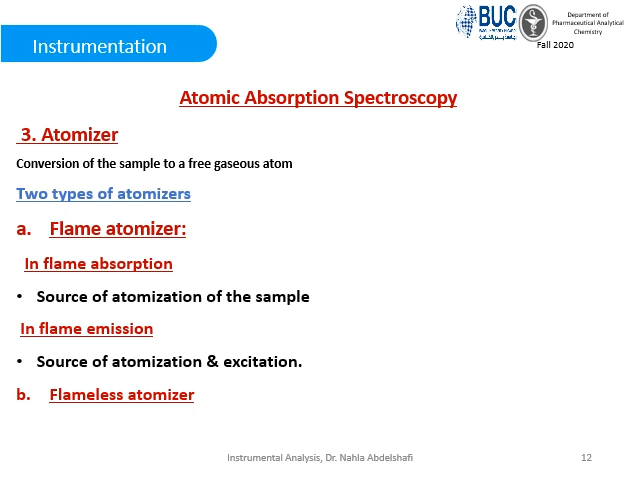 Instrumentation
BUC
Department of
Pharmaceutical Analytical
Chemistry
Fall 2020
Atomic Absorption Spectroscopy
3. Atomizer
Conversion of the sample to a free gaseous atom
Two types of atomizers
a. Flame atomizer:
In flame absorption
• Source of atomization of the sample
In flame emission
• Source of atomization & excitation.
b. Flameless atomizer
Instrumental Analysis, Dr. Nahla Abdelshafi
12